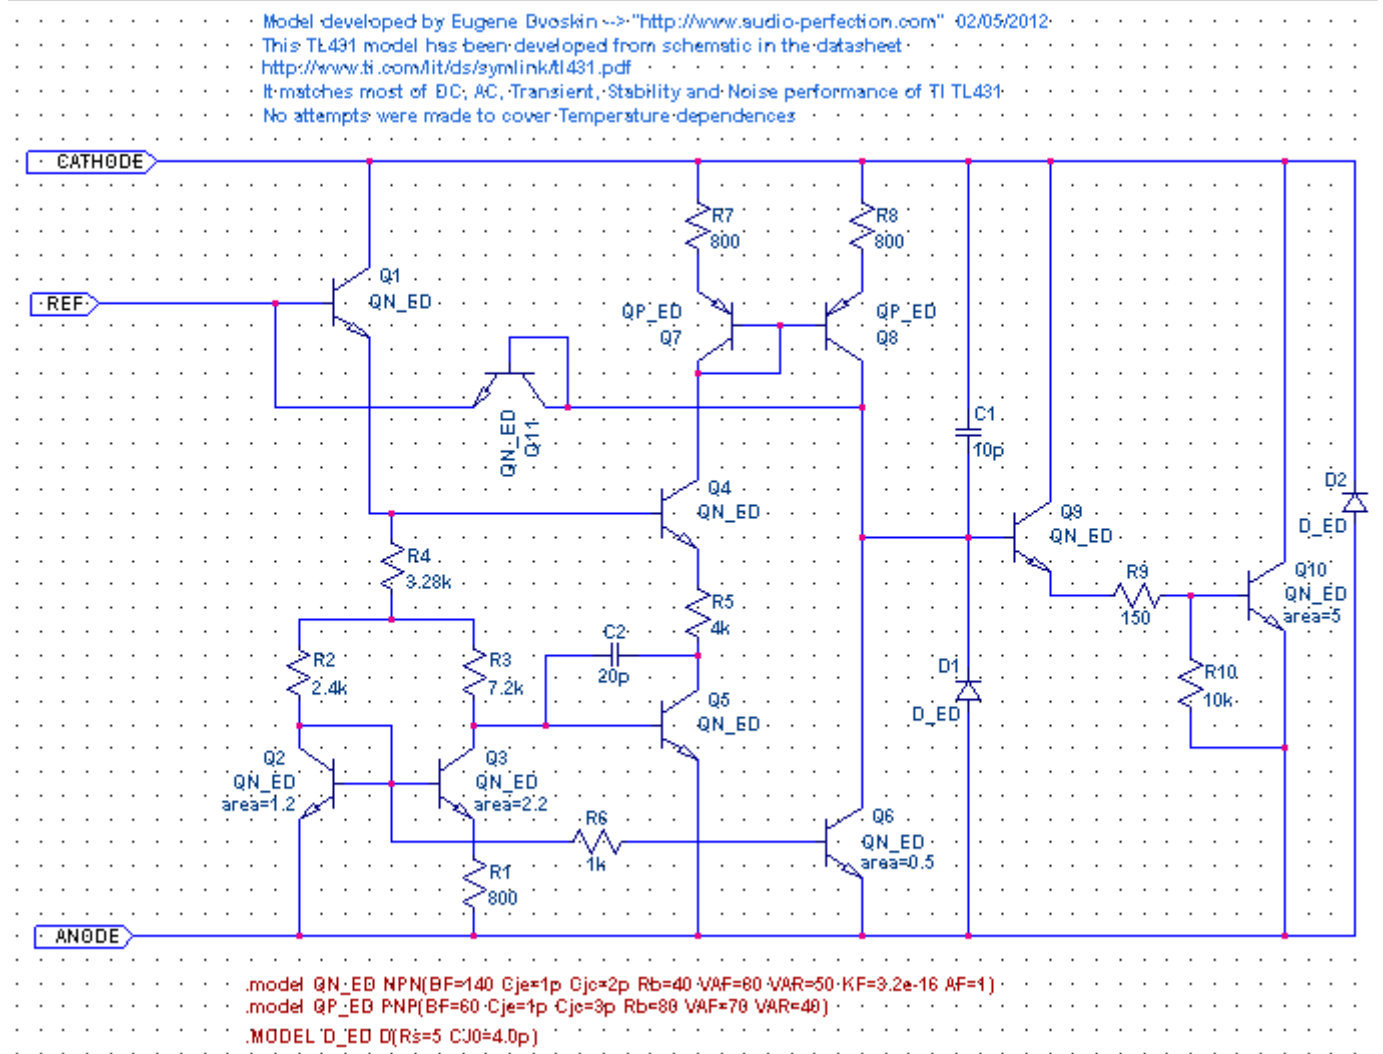 Model developed by Eugene Dvoskin --> "http://www.audio-perfection.com" 02/05/2012
This TL431 model has been developed from schematic in the datasheet
http://www.ti.com/lit/ds/symlink/tl431.pdf
It matches most of DC, AC, Transient, Stability and Noise performance of TI TL431
No attempts were made to cover Temperature dependences
CATHODE
R7
800
R8
800
Q1
QN_ED
REF
QP_ED
Q7
QP_ED
Q8
QN_ED
Q11
C1
10p
Q4
QN_ED
D2
D_ED
Q9
QN_ED
R4
3.28k
R9
150
Q10
QN_ED
area=5
R5
4k
C2
20p
R2
2.4k
R3
7.2k
D1
D_ED
R10
10k
Q5
QN_ED
Q2
QN_ED
area=1.2
Q3
QN_ED
area=2.2
R6
1k
Q6
QN_ED
area=0.5
R1
800
ANODE
.model QN_ED NPN(BF=140 Cje=1p Cjc=2p Rb=40 VAF=80 VAR=50 KF=3.2e-16 AF=1)
.model QP_ED PNP(BF=60 Cje=1p Cjc=3p Rb=80 VAF=70 VAR=40)
.MODEL D_ED D(Rs=5 CJ0=4.0p)